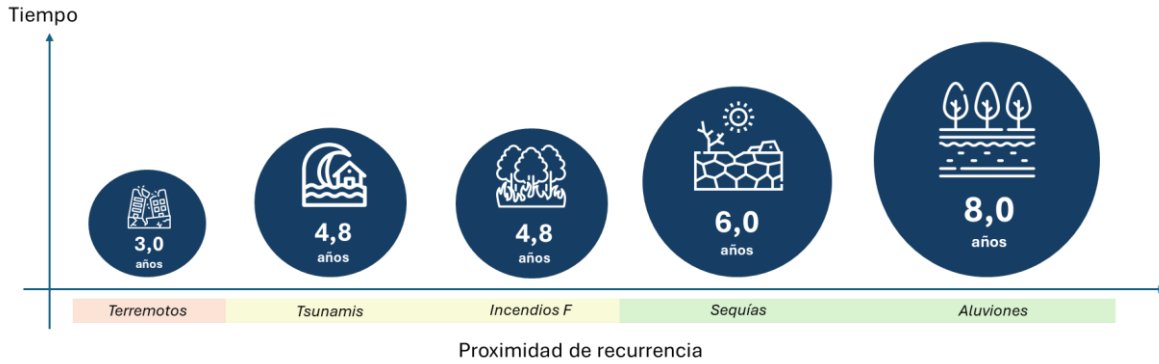 Tiempo
3,0
años
4,8
años
4,8
años
6,0
años
8,0
años
Terremotos
Tsunamis
Incendios F
Sequías
Aluviones
Proximidad de recurrencia